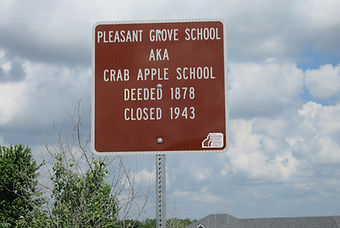 PLEASANT GROVE SCHOOL
AKA
CRAB APPLE SCHOOL
DEEDED 1878
CLOSED 1943